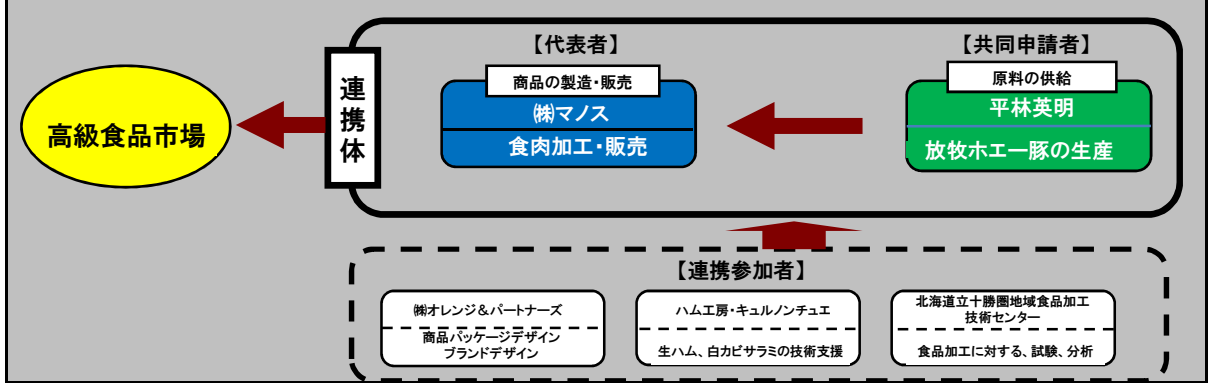 【代表者】
【共同申請者】
高級食品市場
連携体
商品の製造・販売
㈱マノス
食肉加工・販売
原料の供給
平林英明
放牧ホエー豚の生産
【連携参加者】
㈱オレンジ&パートナーズ
商品パッケージデザイン
ブランドデザイン
ハム工房・キュルノンチュエ
生ハム、白カビサラミの技術支援
北海道立十勝圏地域食品加工
技術センター
食品加工に対する、試験、分析